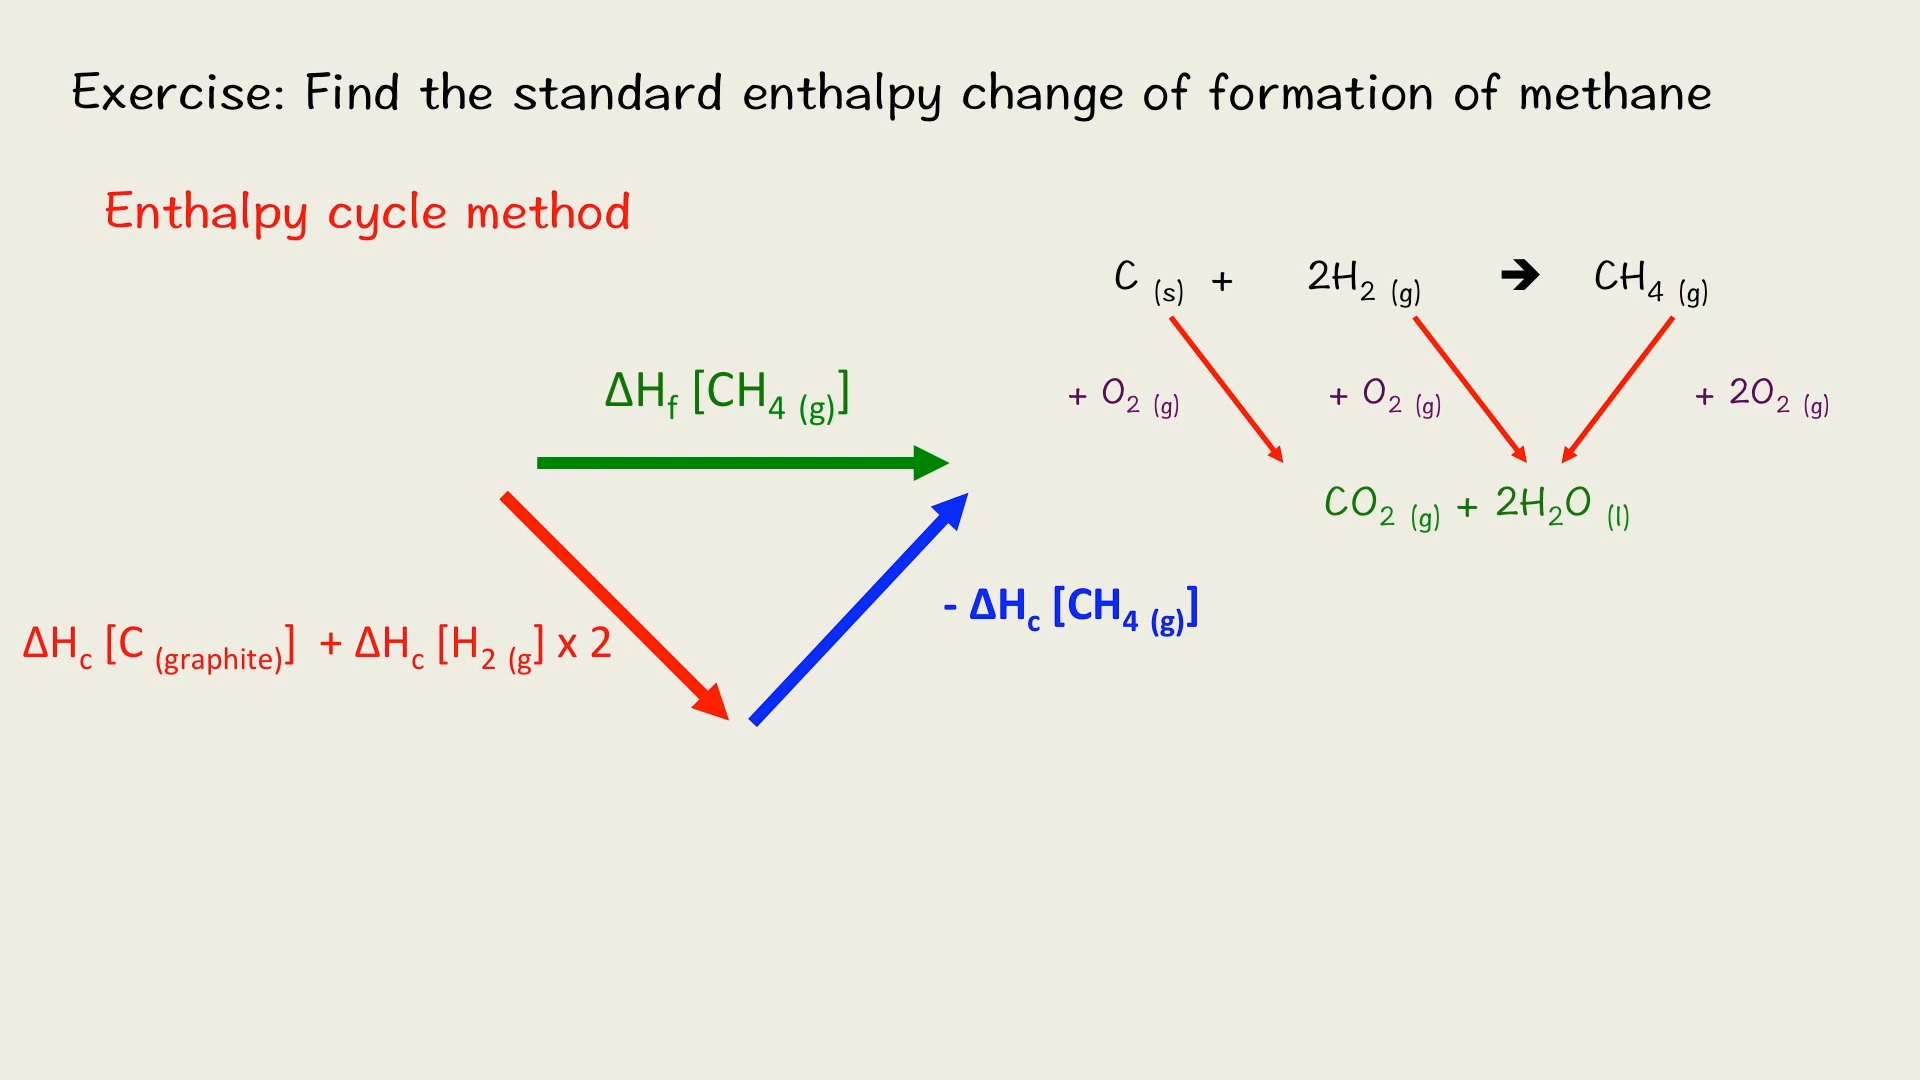 Exercise: Find the standard enthalpy change of formation of methane
Enthalpy cycle method
C (s) + 2H2 (g) ➔ CH4 (g)
+ O2 (g) + O2 (g) + 2O2 (g)
CO2 (g) + 2H2O (l)
ΔHf [CH4 (g)]
- ΔHc [CH4 (g)]
ΔHc [C (graphite)] + ΔHc [H2 (g] x 2